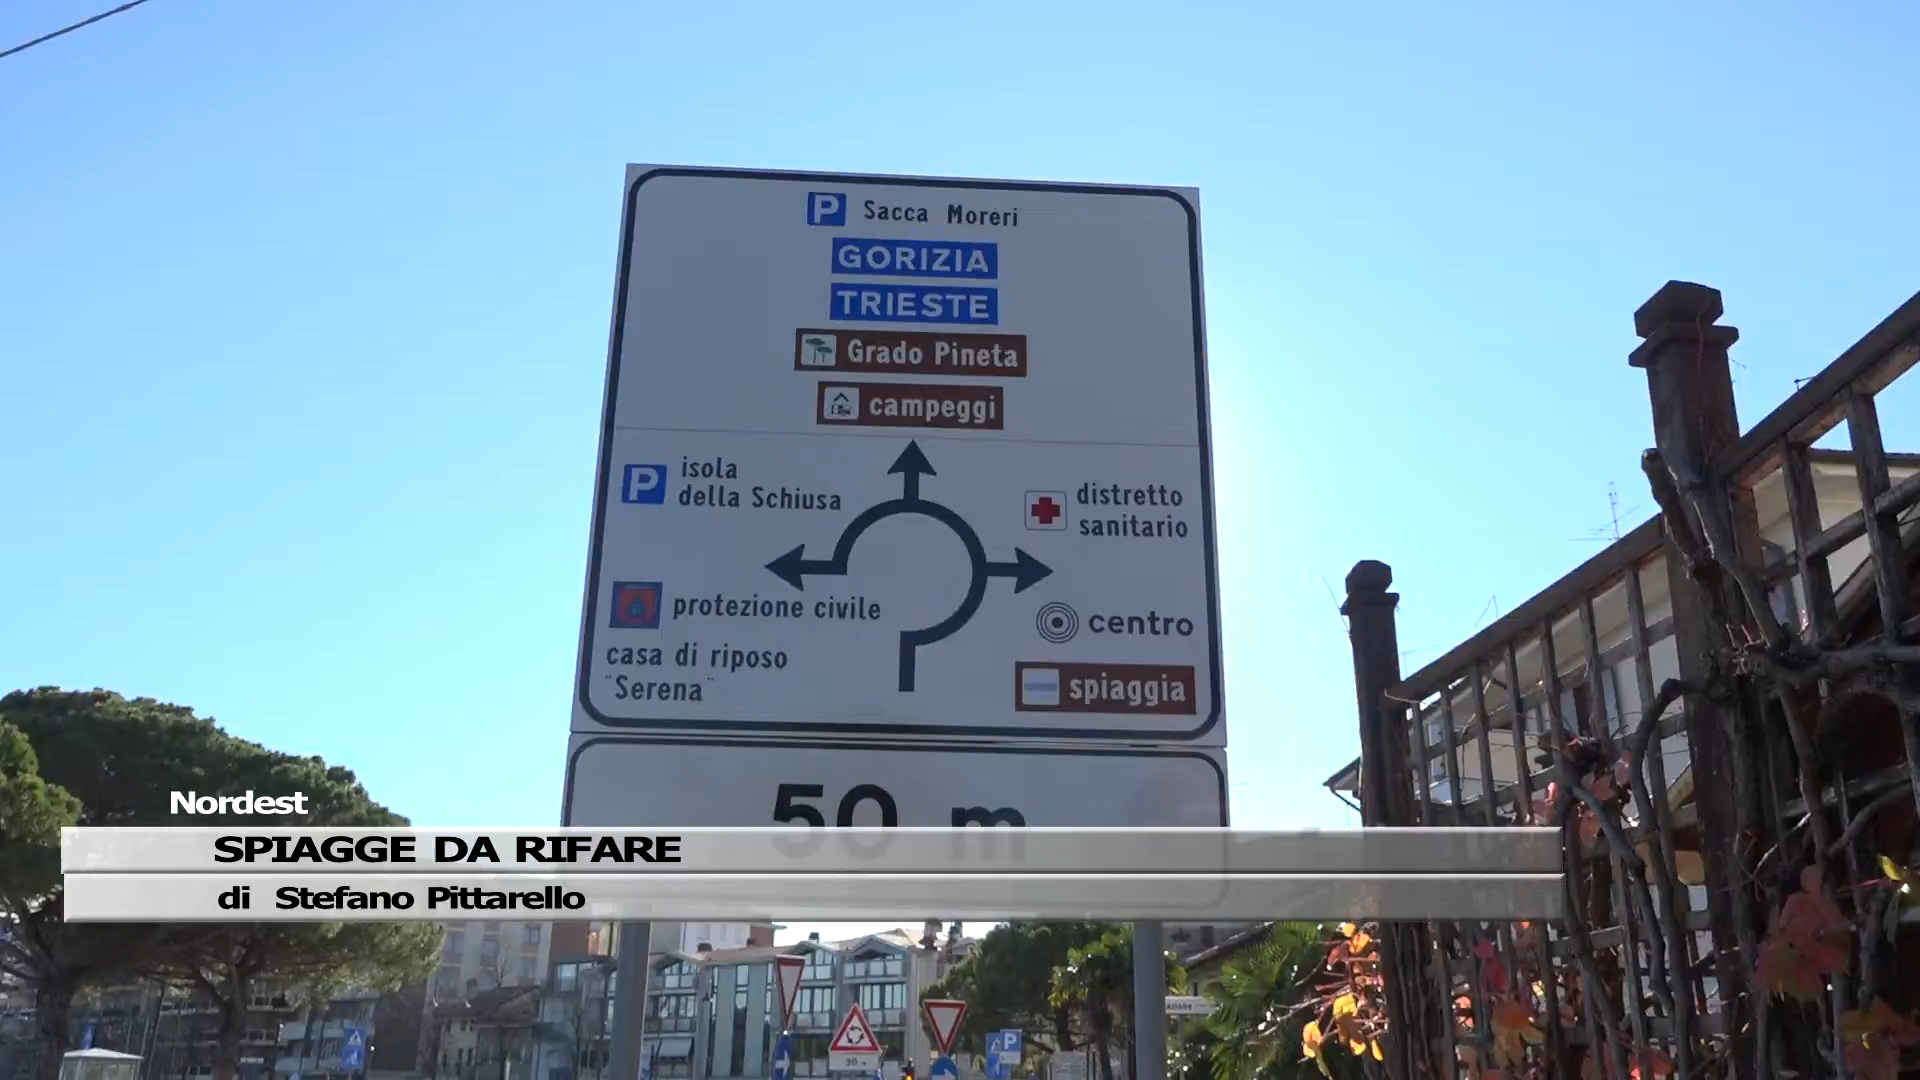 P Sacca Moreri
GORIZIA
TRIESTE
Grado Pineta
campeggi
P isola
della Schiusa
distretto
sanitario
protezione civile
centro
casa di riposo
"Serena"
spiaggia
50 m
Nordest
SPIAGGE DA RIFARE
di Stefano Pittarello
P